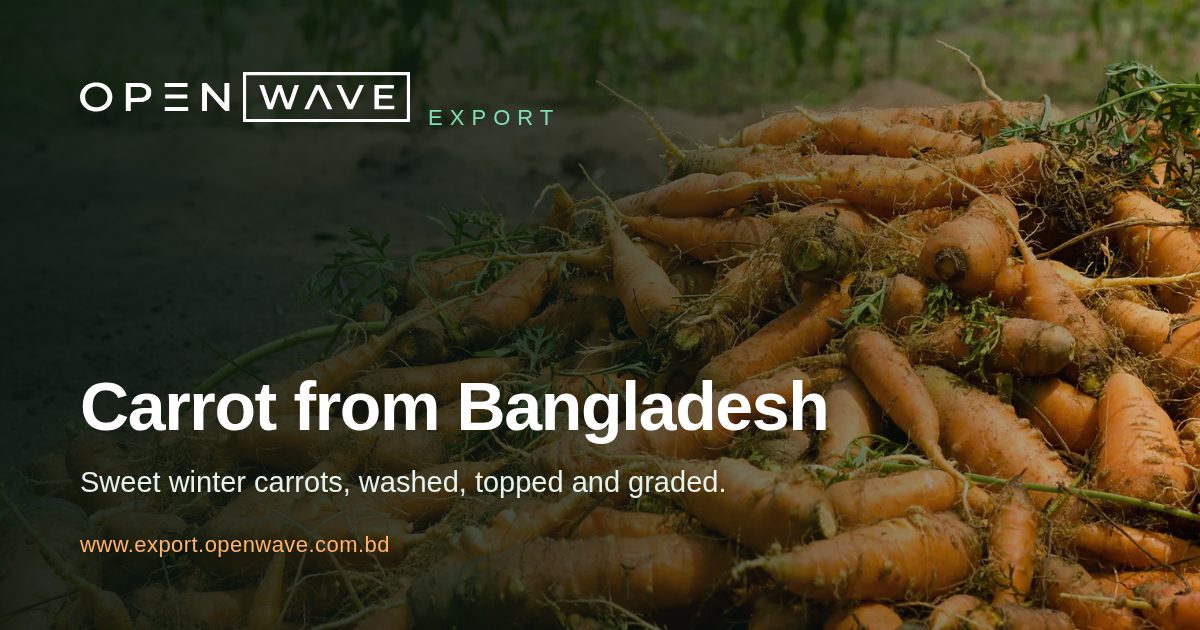 OPEN WAVE EXPORT
Carrot from Bangladesh
Sweet winter carrots, washed, topped and graded.
www.export.openwave.com.bd